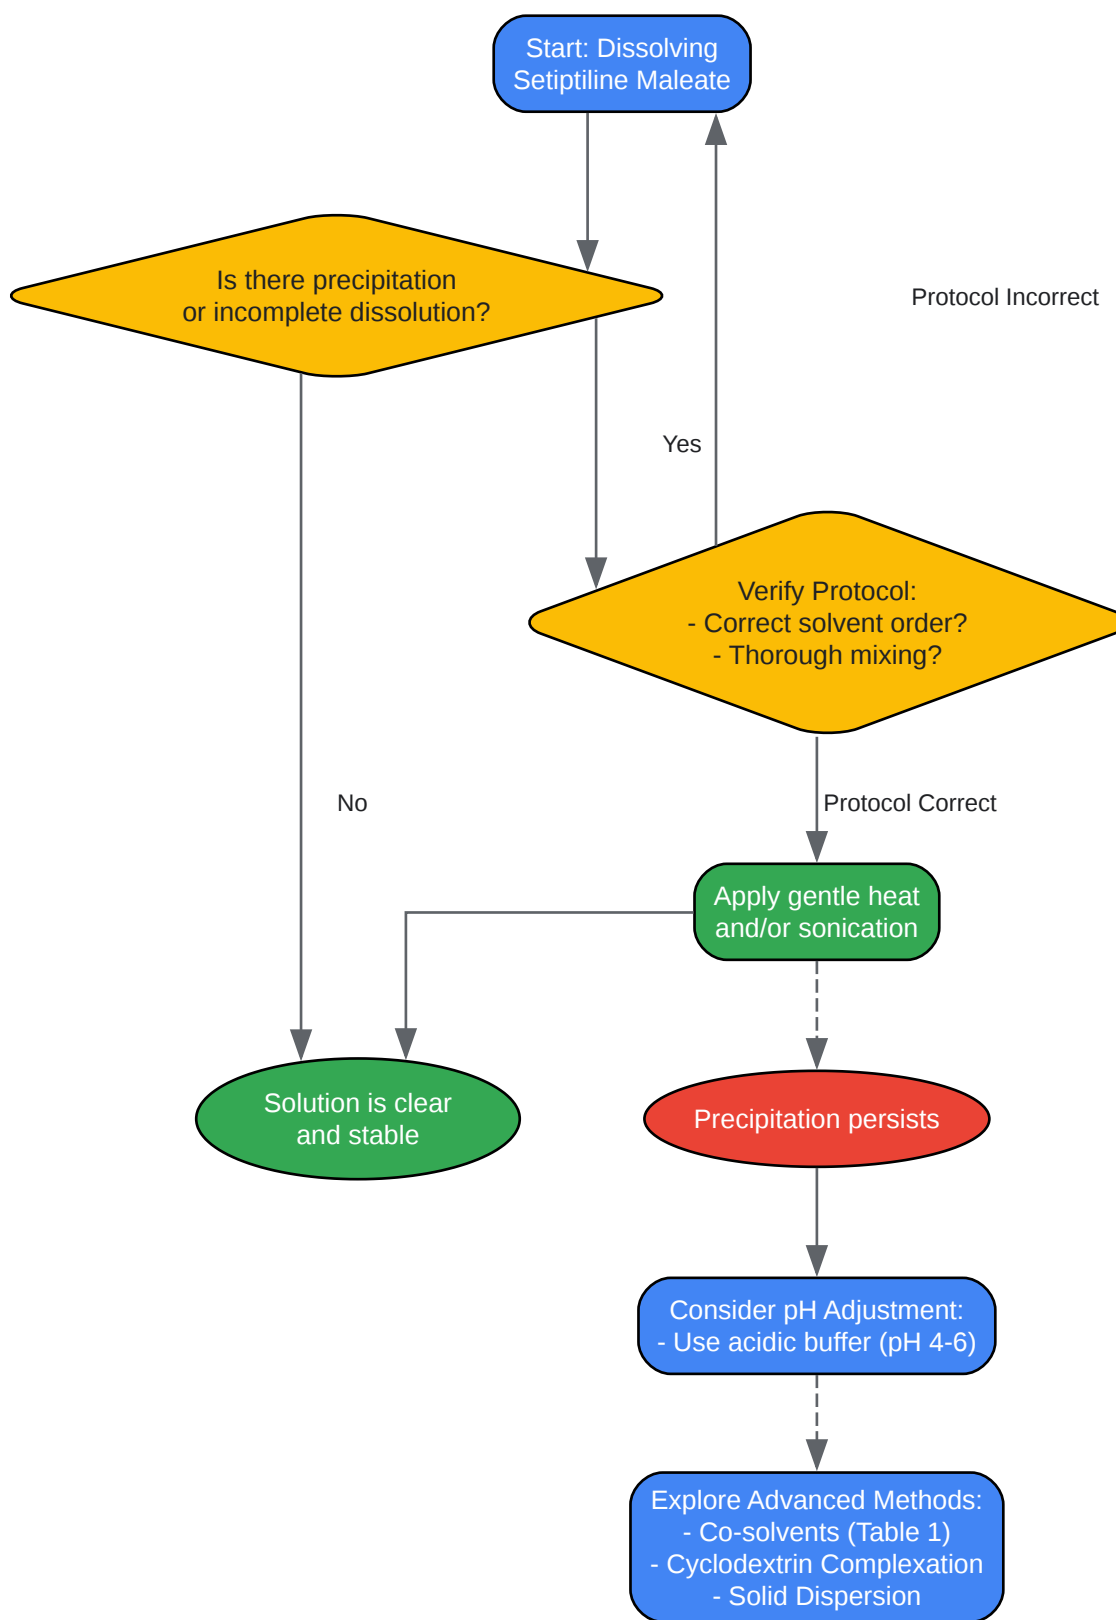 Start: Dissolving
Setiptiline Maleate
Is there precipitation
or incomplete dissolution?
Protocol Incorrect
Yes
Verify Protocol:
- Correct solvent order?
- Thorough mixing?
No
Protocol Correct
Apply gentle heat
and/or sonication
Solution is clear
and stable
Precipitation persists
Consider pH Adjustment:
- Use acidic buffer (pH 4-6)
Explore Advanced Methods:
- Co-solvents (Table 1)
- Cyclodextrin Complexation
- Solid Dispersion